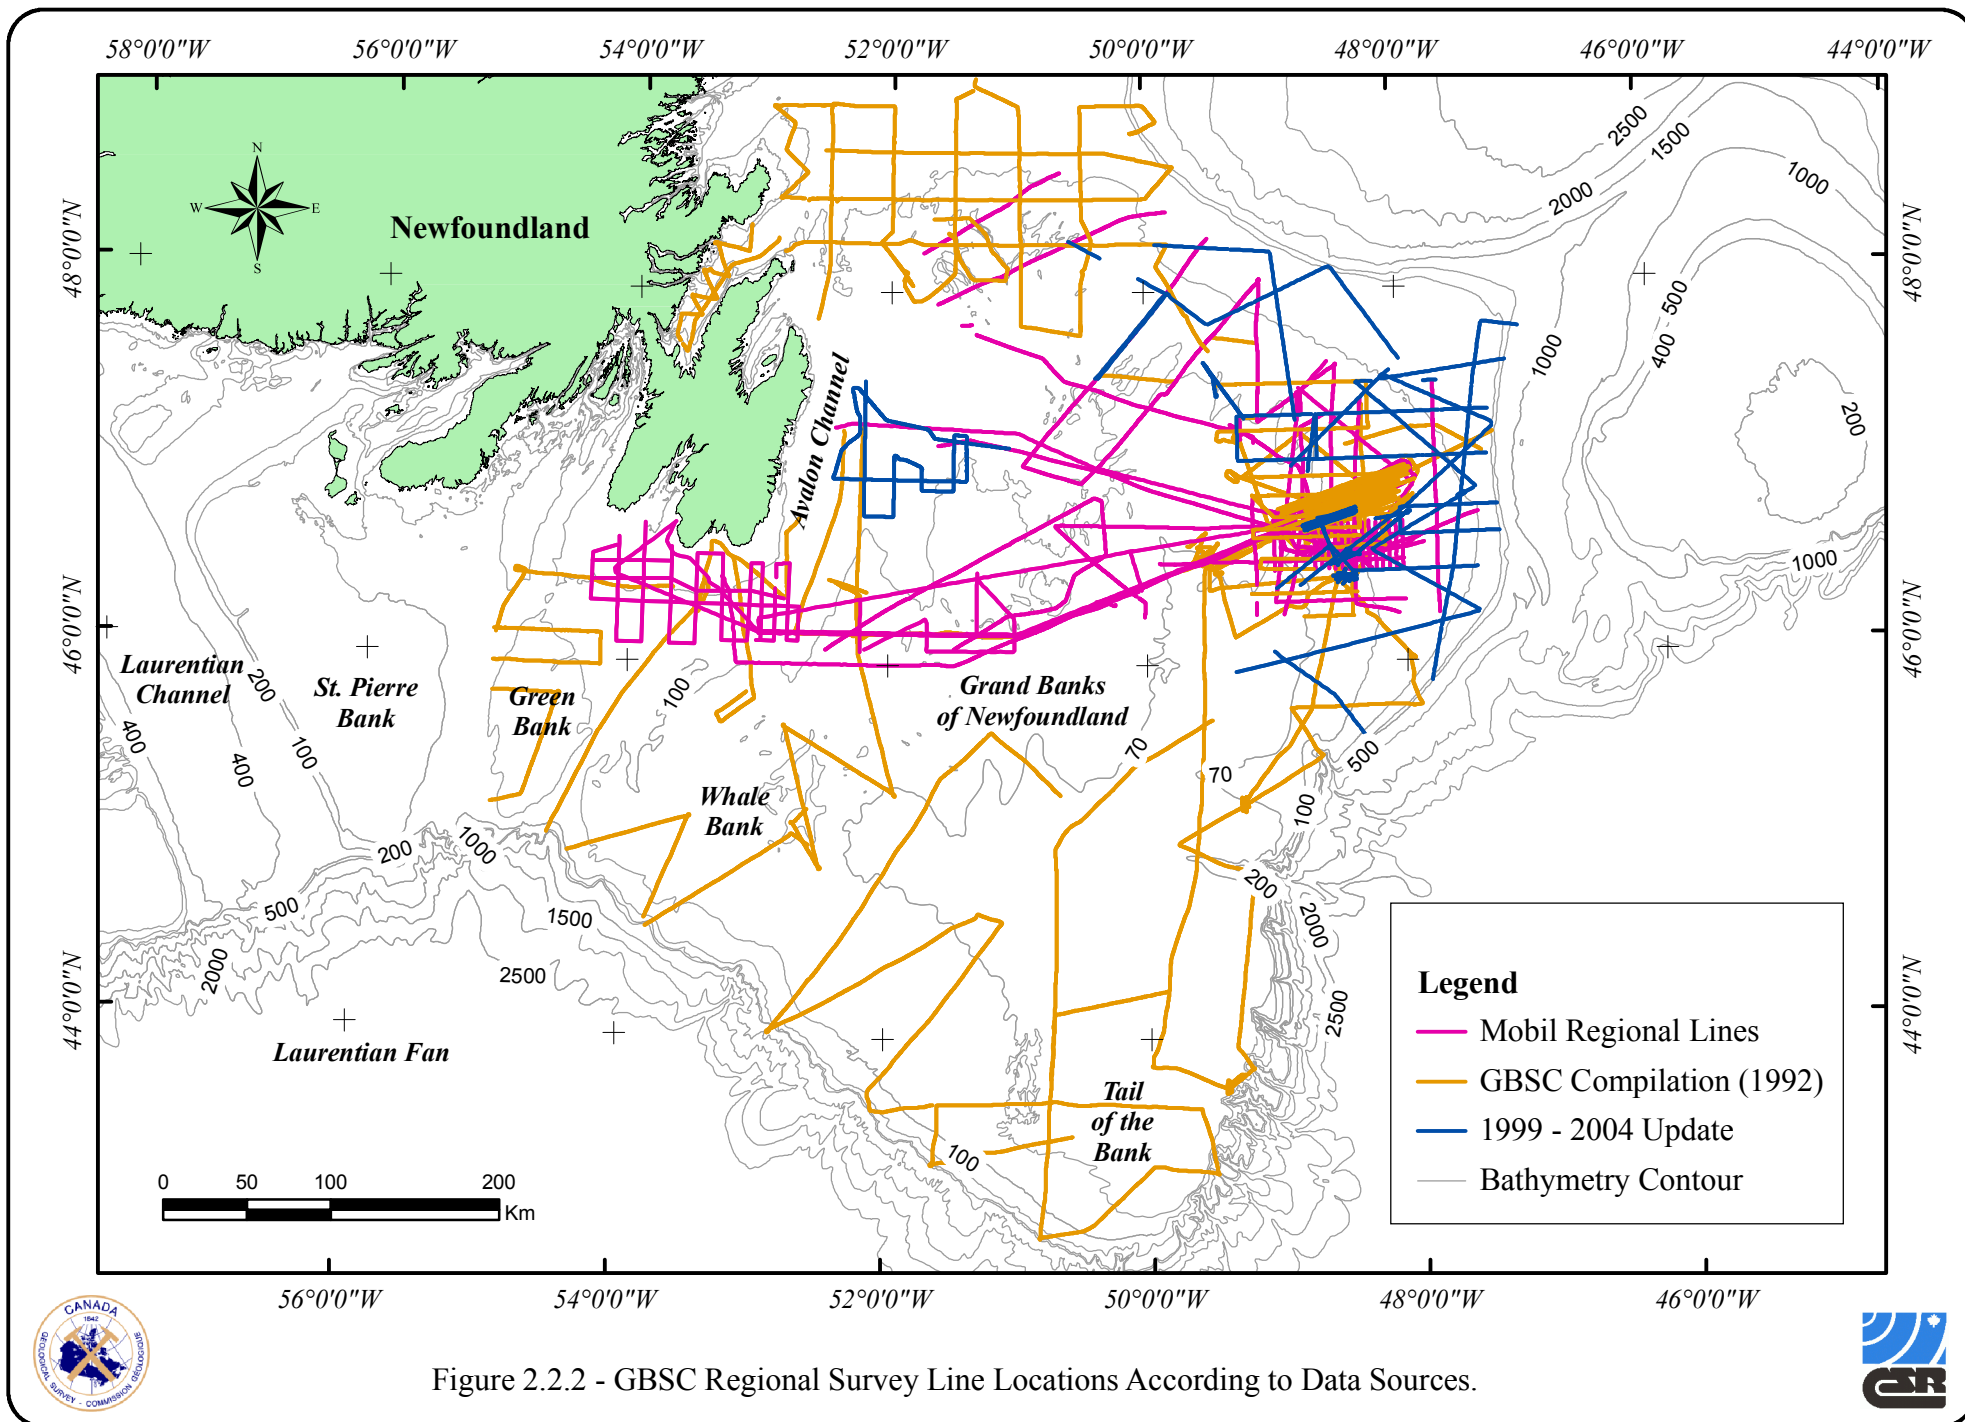 58°0'0"W 56°0'0"W 54°0'0"W 52°0'0"W 50°0'0"W 48°0'0"W 46°0'0"W 44°0'0"W
N
W E
S
Newfoundland
48°0'0"N
48°0'0"N
2500
1500
1000
2000
500
400
1000
200
1000
Avalon Channel
46°0'0"N
46°0'0"N
Laurentian
Channel
200
St. Pierre
Bank
Green
Bank
100
Grand Banks
of Newfoundland
400
400
100
70
70
500
100
Whale
Bank
200
1000
500
1500
2000
2500
200
2000
2500
44°0'0"N
44°0'0"N
Laurentian Fan
Tail
of the
Bank
100
Legend
Mobil Regional Lines
GBSC Compilation (1992)
1999 - 2004 Update
Bathymetry Contour
0 50 100 200
Km
56°0'0"W 54°0'0"W 52°0'0"W 50°0'0"W 48°0'0"W 46°0'0"W
CANADA
1842
GEOLOGICAL SURVEY - COMMISSION GÉOLOGIQUE
Figure 2.2.2 - GBSC Regional Survey Line Locations According to Data Sources.
CSR